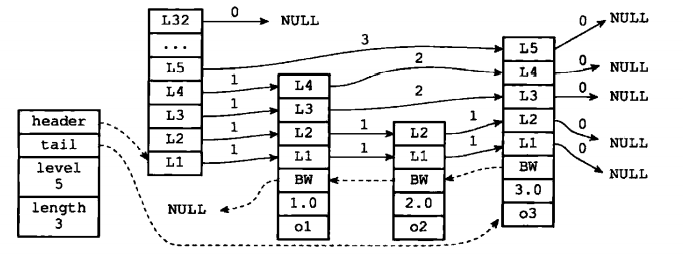 L32
0
NULL
...
L5
3
L4
1
L3
1
L2
1
L1
1
header
tail
level
5
length
3
L4
2
L3
2
L2
1
L1
1
BW
1.0
o1
NULL
L2
1
L1
1
BW
2.0
o2
L5
0
NULL
L4
0
NULL
L3
0
NULL
L2
0
NULL
L1
0
NULL
BW
3.0
o3